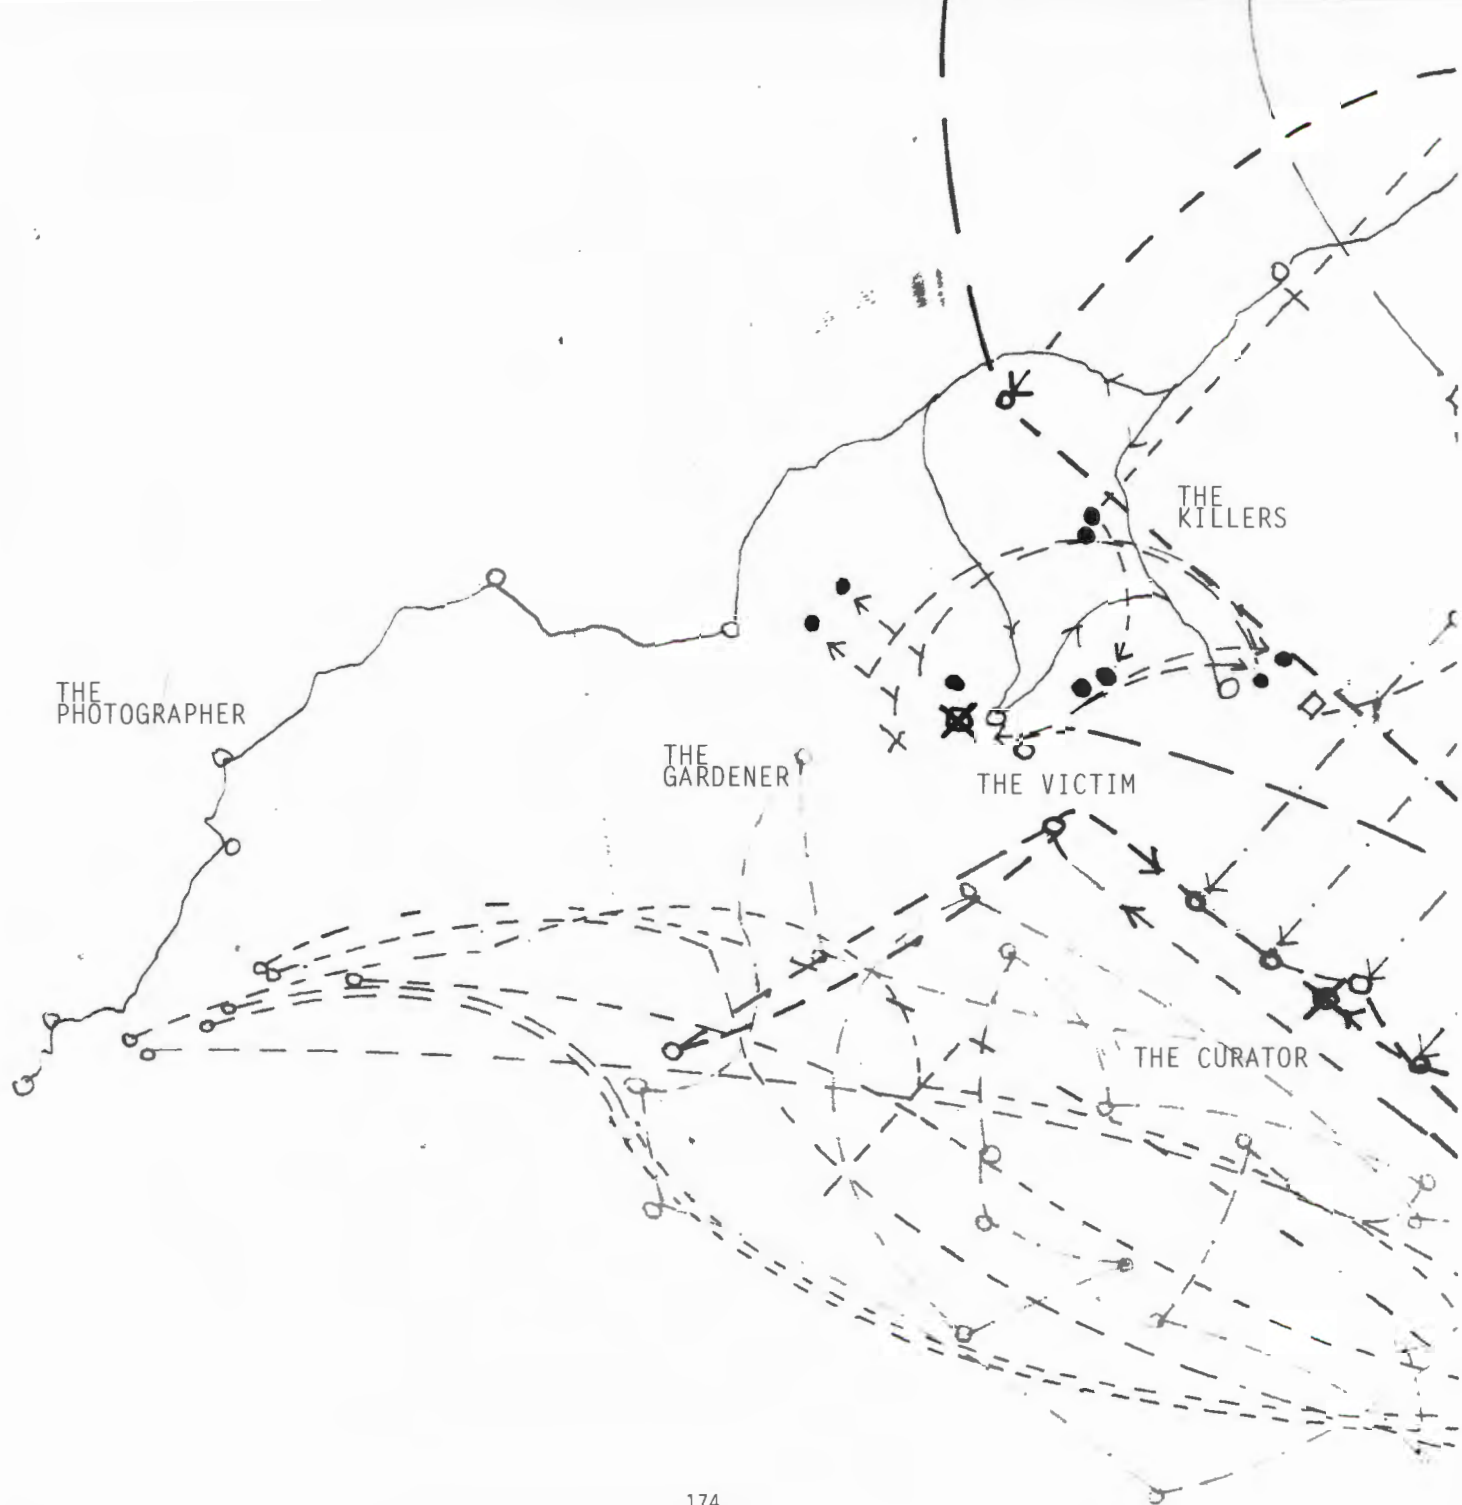 THE
KILLERS
THE
PHOTOGRAPHER
THE
GARDENER
THE VICTIM
THE CURATOR
174